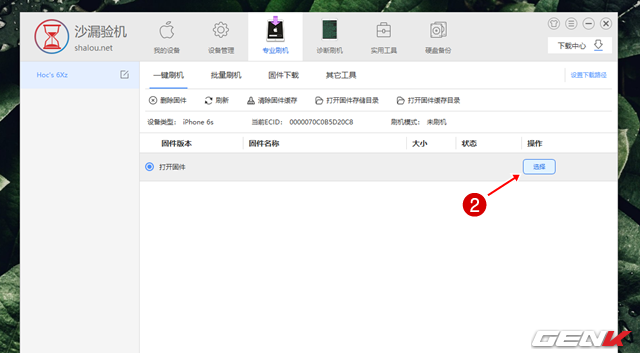 沙漏验机
shalou.net
我的设备
设备管理
专业刷机
诊断刷机
实用工具
硬盘备份
下载中心
Hoc's 6Xz
一键刷机 批量刷机 固件下载 其它工具
设置下载路径
删除固件 刷新 清除固件缓存 打开固件存储目录 打开固件缓存目录
设备类型: iPhone 6s 当前ECID: 0000070C0B5D20C8 刷机模式: 未刷机
固件版本 固件名称 大小 状态 操作
打开固件 选择
2
GENK